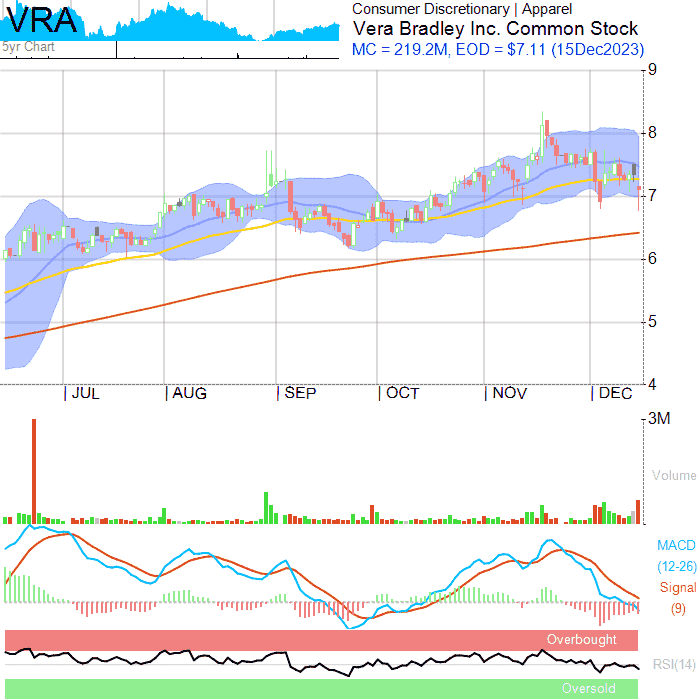 VRA
5yr Chart
Consumer Discretionary | Apparel
Vera Bradley Inc. Common Stock
MC = 219.2M, EOD = $7.11 (15Dec2023)
9
8
7
6
5
4
| JUL | AUG | SEP | OCT | NOV | DEC
3M
Volume
MACD
(12-26)
Signal
(9)
Overbought
RSI(14)
Oversold